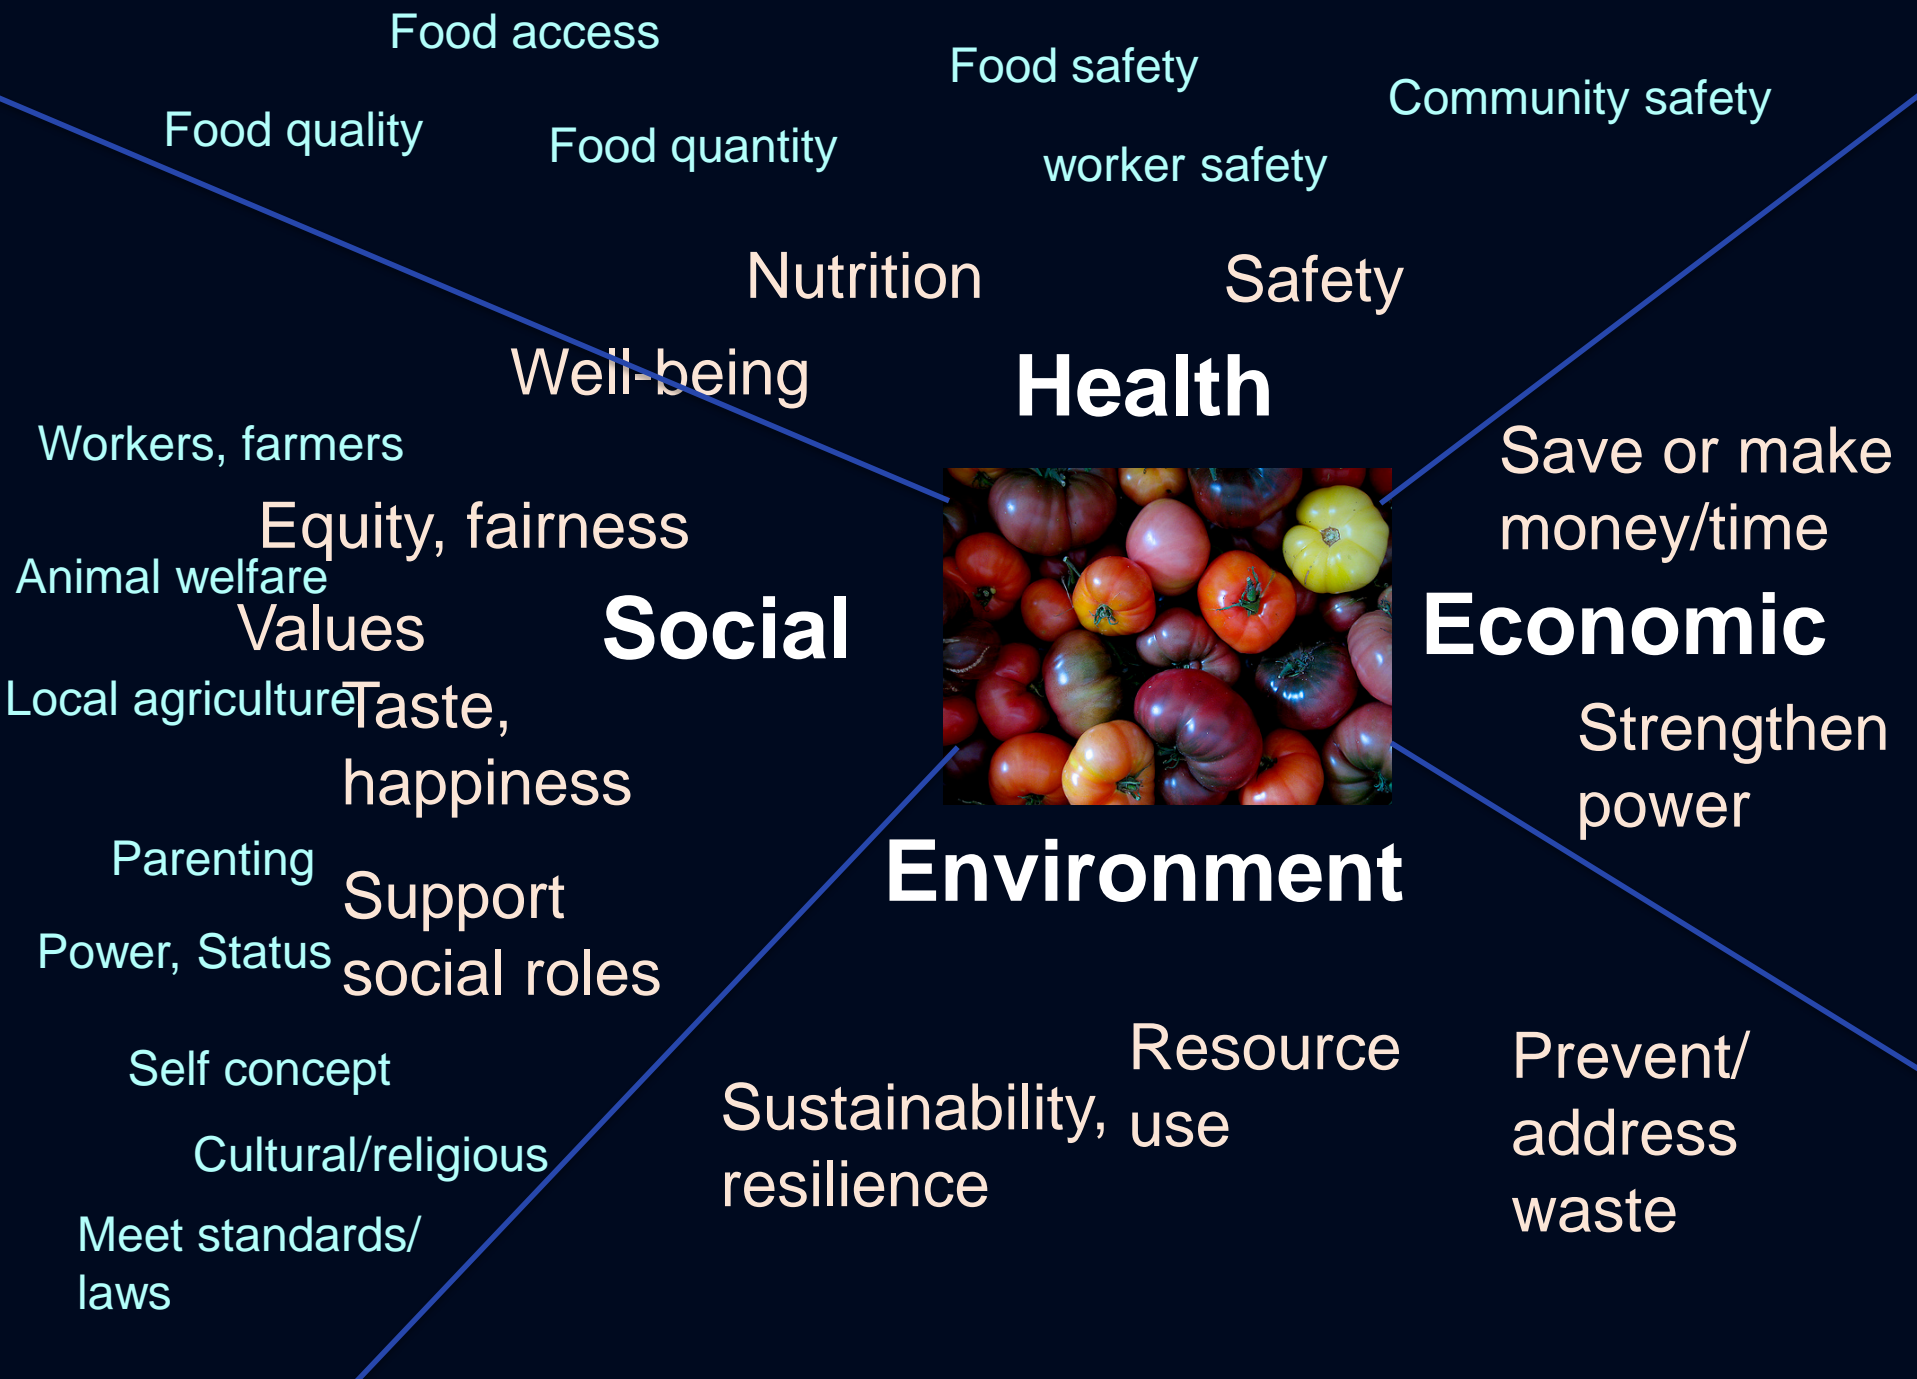 Food access
Food safety
Community safety
Food quality
Food quantity
worker safety
Nutrition
Safety
Well-being
Health
Workers, farmers
Equity, fairness
Animal welfare
Values
Social
Local agriculture
Taste,
happiness
Parenting
Support
social roles
Power, Status
Self concept
Cultural/religious
Meet standards/
laws
Save or make
money/time
Economic
Strengthen
power
Environment
Sustainability,
resilience
Resource
use
Prevent/
address
waste